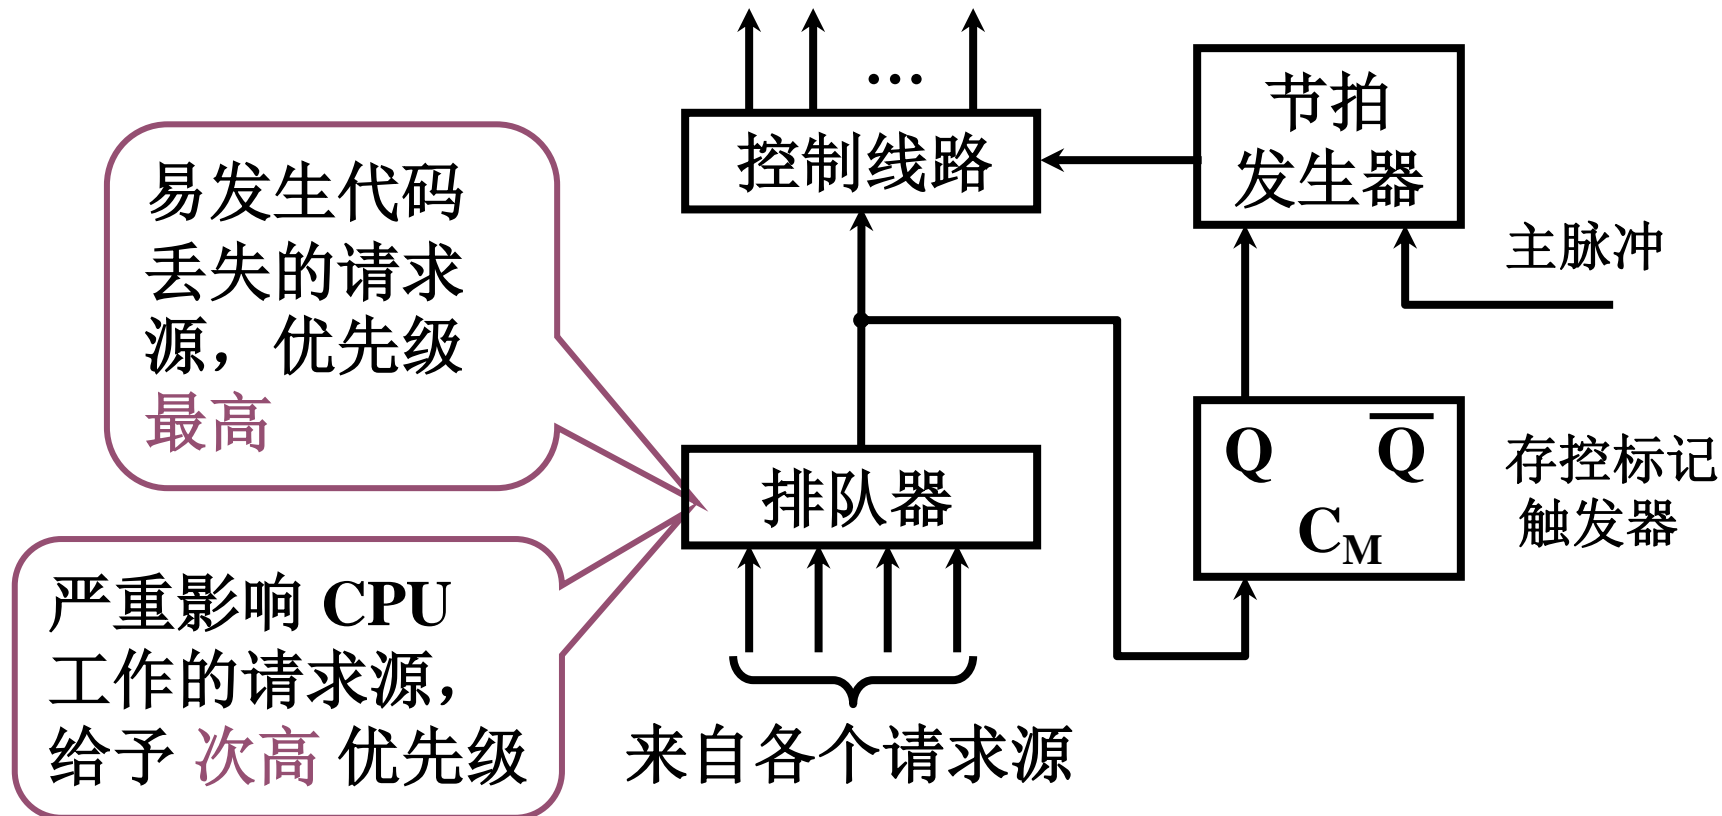 …
控制线路
节拍
发生器
主脉冲
易发生代码
丢失的请求
源，优先级
最高
Q Q̅
C_M
存控标记
触发器
排队器
严重影响 CPU
工作的请求源，
给予 次高 优先级
来自各个请求源